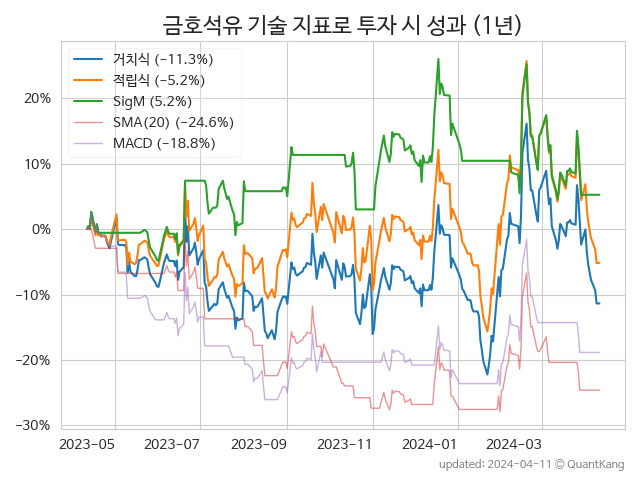 금호석유 기술 지표로 투자 시 성과 (1년)
거치식 (−11.3%)
적립식 (−5.2%)
SigM (5.2%)
SMA(20) (−24.6%)
MACD (−18.8%)
20%
10%
0%
−10%
−20%
−30%
2023-05 2023-07 2023-09 2023-11 2024-01 2024-03
updated: 2024-04-11 © QuantKang